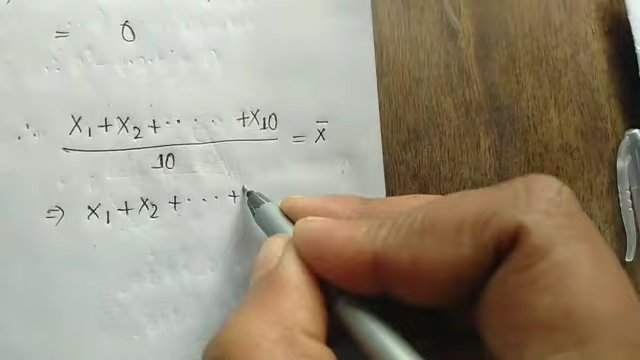 = 0
∴ (x₁ + x₂ + ..... + x₁₀) / 10 = x̄
⇒ x₁ + x₂ + ... +